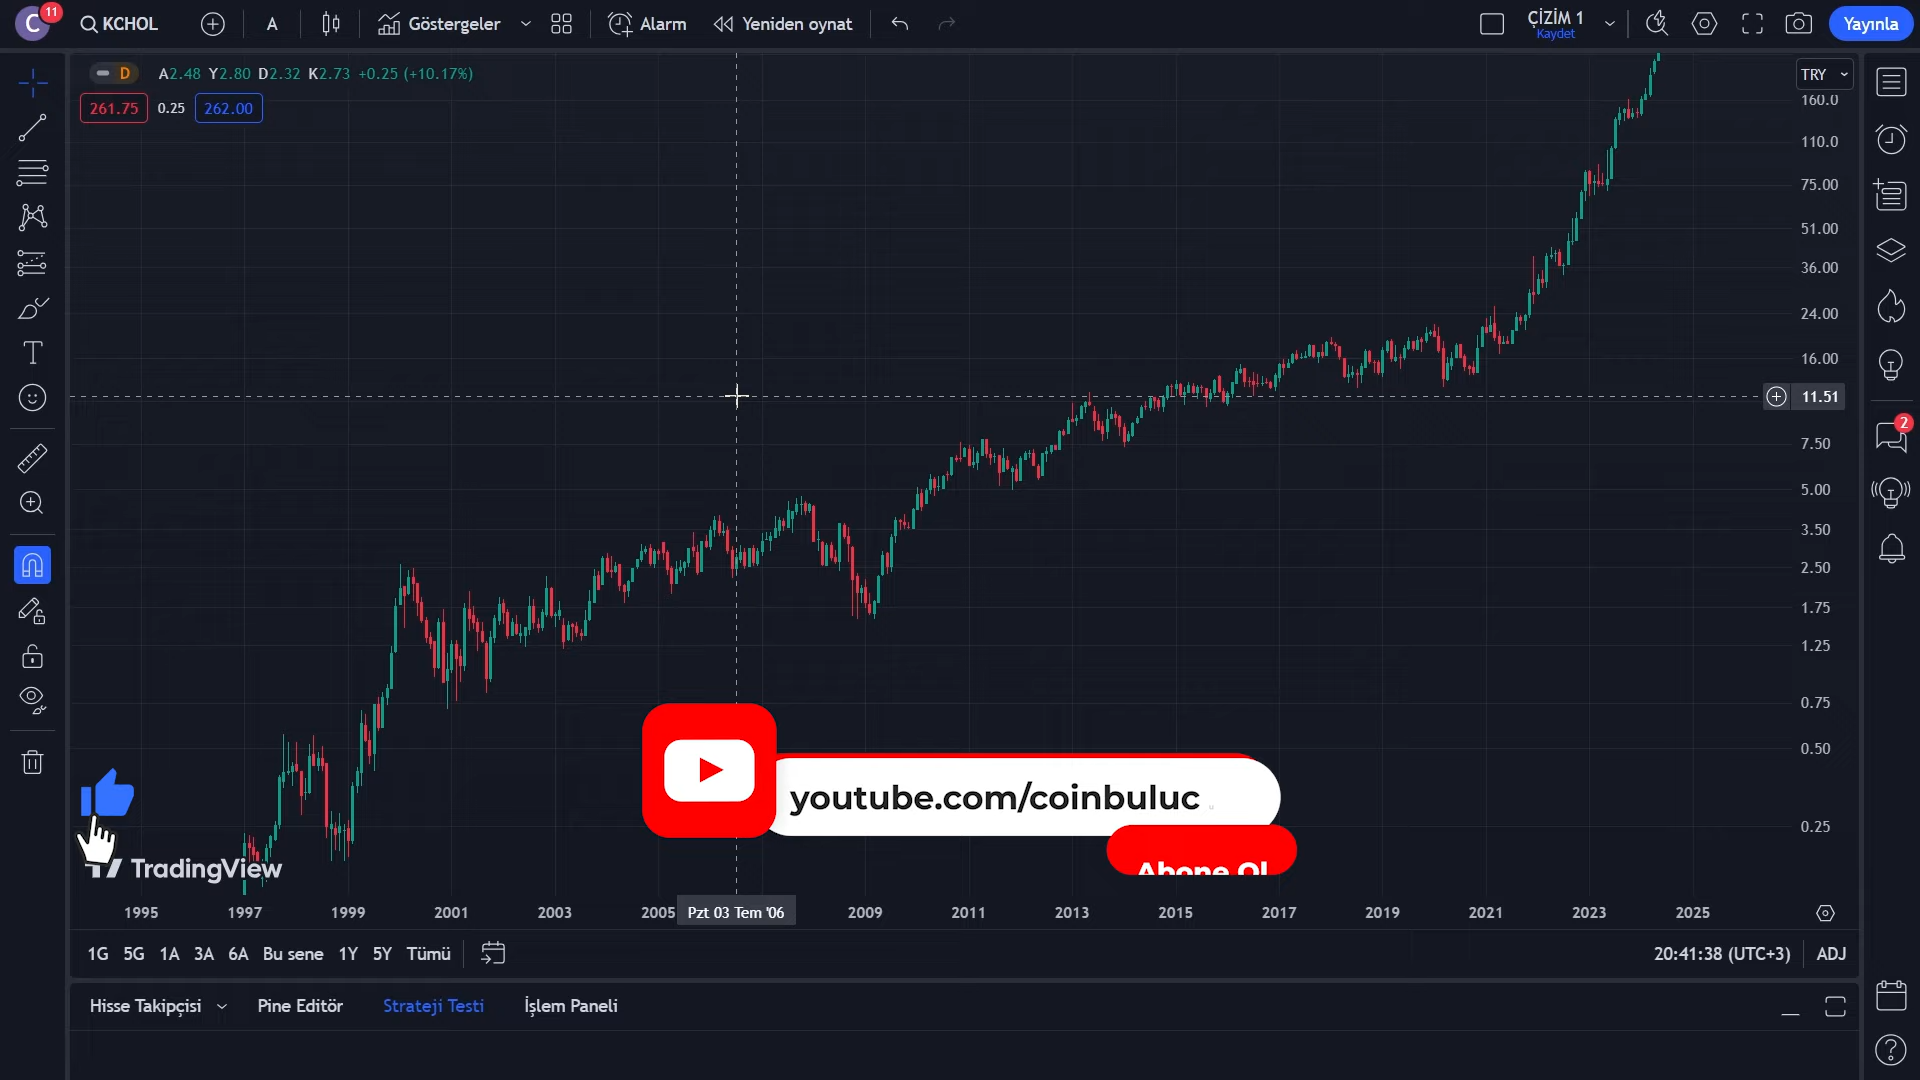 C 11 KCHOL A Göstergeler Alarm Yeniden oynat ÇİZİM 1 Kaydet Yayınla
D A2.48 Y2.80 D2.32 K2.73 +0.25 (+10.17%)
TRY
261.75 0.25 262.00
160.0
110.0
75.00
51.00
36.00
24.00
16.00
11.51
2
7.50
5.00
3.50
2.50
1.75
1.25
0.75
0.50
youtube.com/coinbuluc
0.25
Abone Ol
TradingView
1995 1997 1999 2001 2003 2005 Pzt 03 Tem '06 2009 2011 2013 2015 2017 2019 2021 2023 2025
1G 5G 1A 3A 6A Bu sene 1Y 5Y Tümü 20:41:38 (UTC+3) ADJ
Hisse Takipçisi Pine Editör Strateji Testi İşlem Paneli